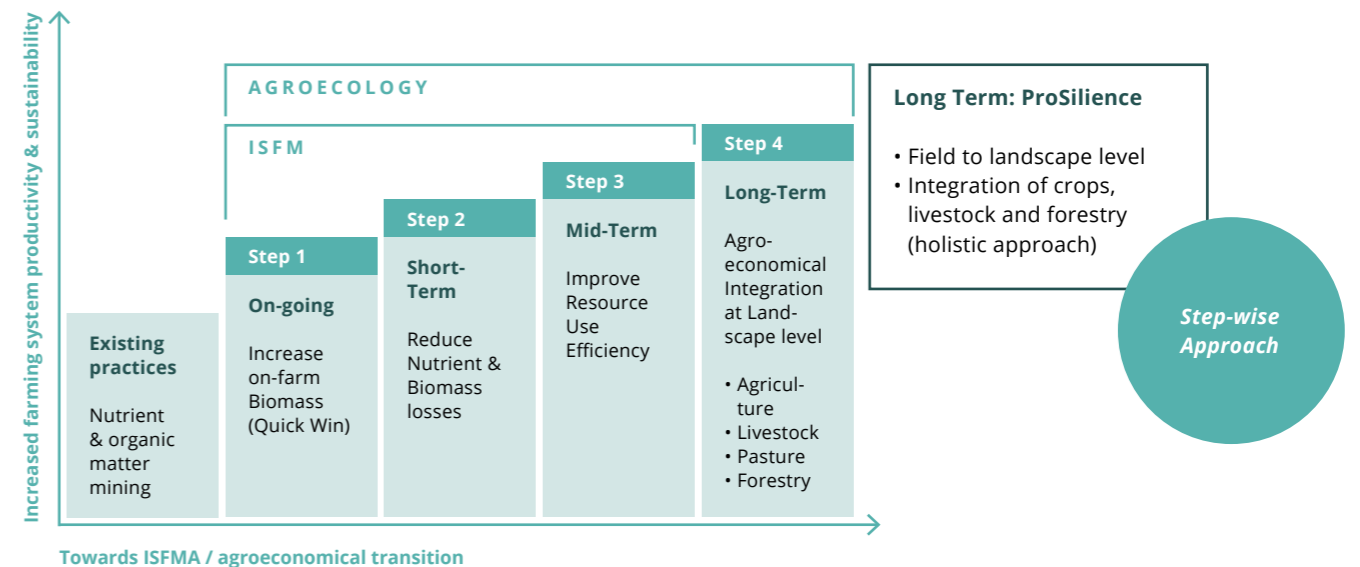 Increased farming system productivity & sustainability
AGROECOLOGY
ISFM
Existing
practices
Nutrient
& organic
matter
mining
Step 1
On-going
Increase
on-farm
Biomass
(Quick Win)
Step 2
Short-
Term
Reduce
Nutrient &
Biomass
losses
Step 3
Mid-Term
Improve
Resource
Use
Efficiency
Step 4
Long-Term
Agro-
economical
Integration
at Land-
scape level
• Agricul-
ture
• Livestock
• Pasture
• Forestry
Long Term: ProSilience
• Field to landscape level
• Integration of crops,
livestock and forestry
(holistic approach)
Step-wise
Approach
Towards ISFMA / agroeconomical transition